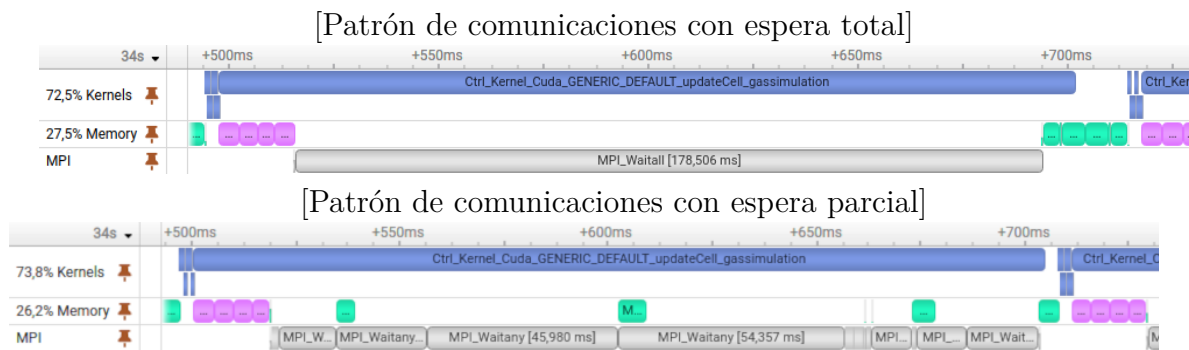 [Patrón de comunicaciones con espera total]
34s +500ms +550ms +600ms +650ms +700ms
Ctrl_Kernel_Cuda_GENERIC_DEFAULT_updateCell_gassimulation Ctrl_Ker
72,5% Kernels
27,5% Memory ... ... ... ... ... ... ... ... ... ... ... ...
MPI MPI_Waitall [178,506 ms]
[Patrón de comunicaciones con espera parcial]
34s +500ms +550ms +600ms +650ms +700ms
Ctrl_Kernel_Cuda_GENERIC_DEFAULT_updateCell_gassimulation Ctrl_Kernel_C
73,8% Kernels
26,2% Memory ... ... ... ... ... ... M... ... ... ... ... ... ...
MPI MPI_W... MPI_Waitany... MPI_Waitany [45,980 ms] MPI_Waitany [54,357 ms] MPI... MPI_... MPI_Wait... M